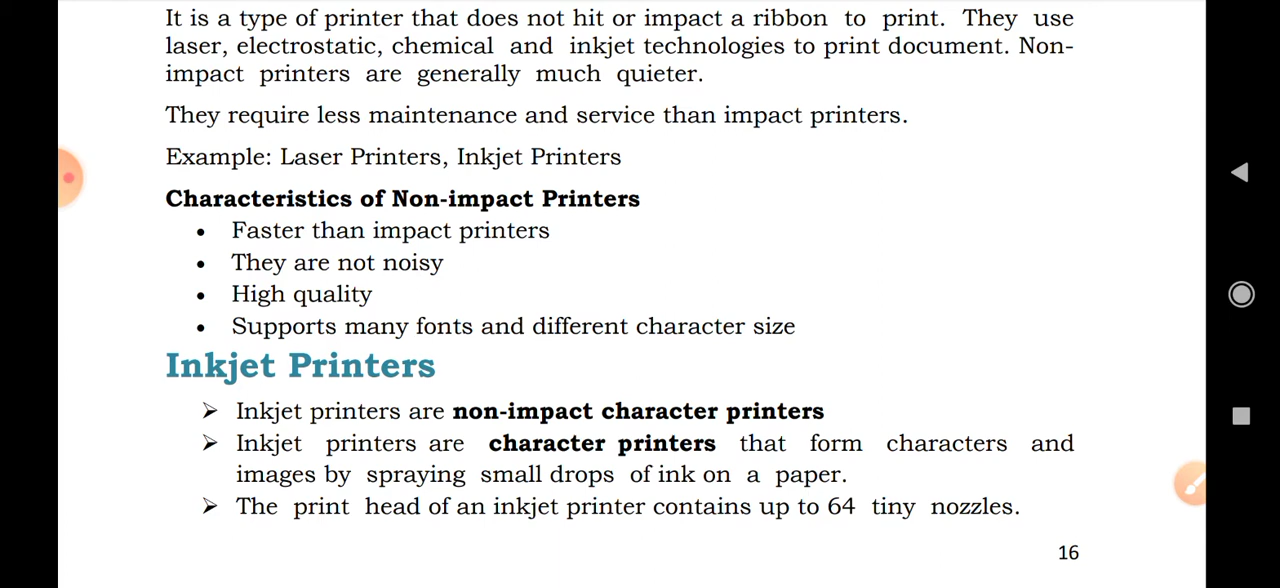 It is a type of printer that does not hit or impact a ribbon to print. They use
laser, electrostatic, chemical and inkjet technologies to print document. Non-
impact printers are generally much quieter.
They require less maintenance and service than impact printers.
Example: Laser Printers, Inkjet Printers
Characteristics of Non-impact Printers
• Faster than impact printers
• They are not noisy
• High quality
• Supports many fonts and different character size
Inkjet Printers
➢ Inkjet printers are non-impact character printers
➢ Inkjet printers are character printers that form characters and
images by spraying small drops of ink on a paper.
➢ The print head of an inkjet printer contains up to 64 tiny nozzles.
16